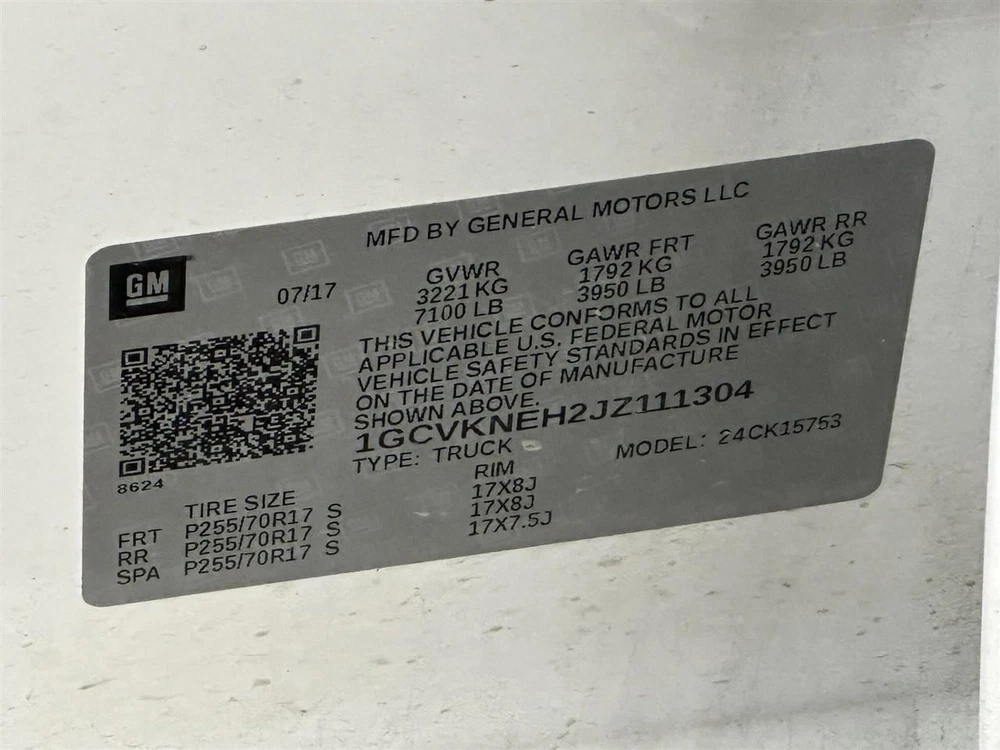 MFD BY GENERAL MOTORS LLC
GM
07/17
GVWR GAWR FRT GAWR RR
3221 KG 1792 KG 1792 KG
7100 LB 3950 LB 3950 LB
THIS VEHICLE CONFORMS TO ALL
APPLICABLE U.S. FEDERAL MOTOR
VEHICLE SAFETY STANDARDS IN EFFECT
ON THE DATE OF MANUFACTURE
SHOWN ABOVE.
1GCVKNEH2JZ111304
TYPE: TRUCK MODEL: 24CK15753
8624
TIRE SIZE RIM
FRT P255/70R17 S 17X8J
RR P255/70R17 S 17X8J
SPA P255/70R17 S 17X7.5J